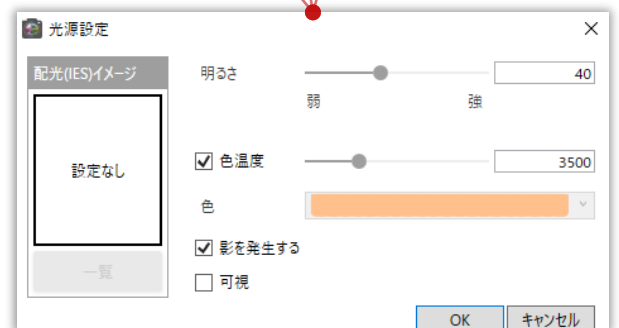 光源設定
配光(IES)イメージ
設定なし
一覧
明るさ
40
弱 強
色温度
3500
色
影を発生する
可視
OK キャンセル